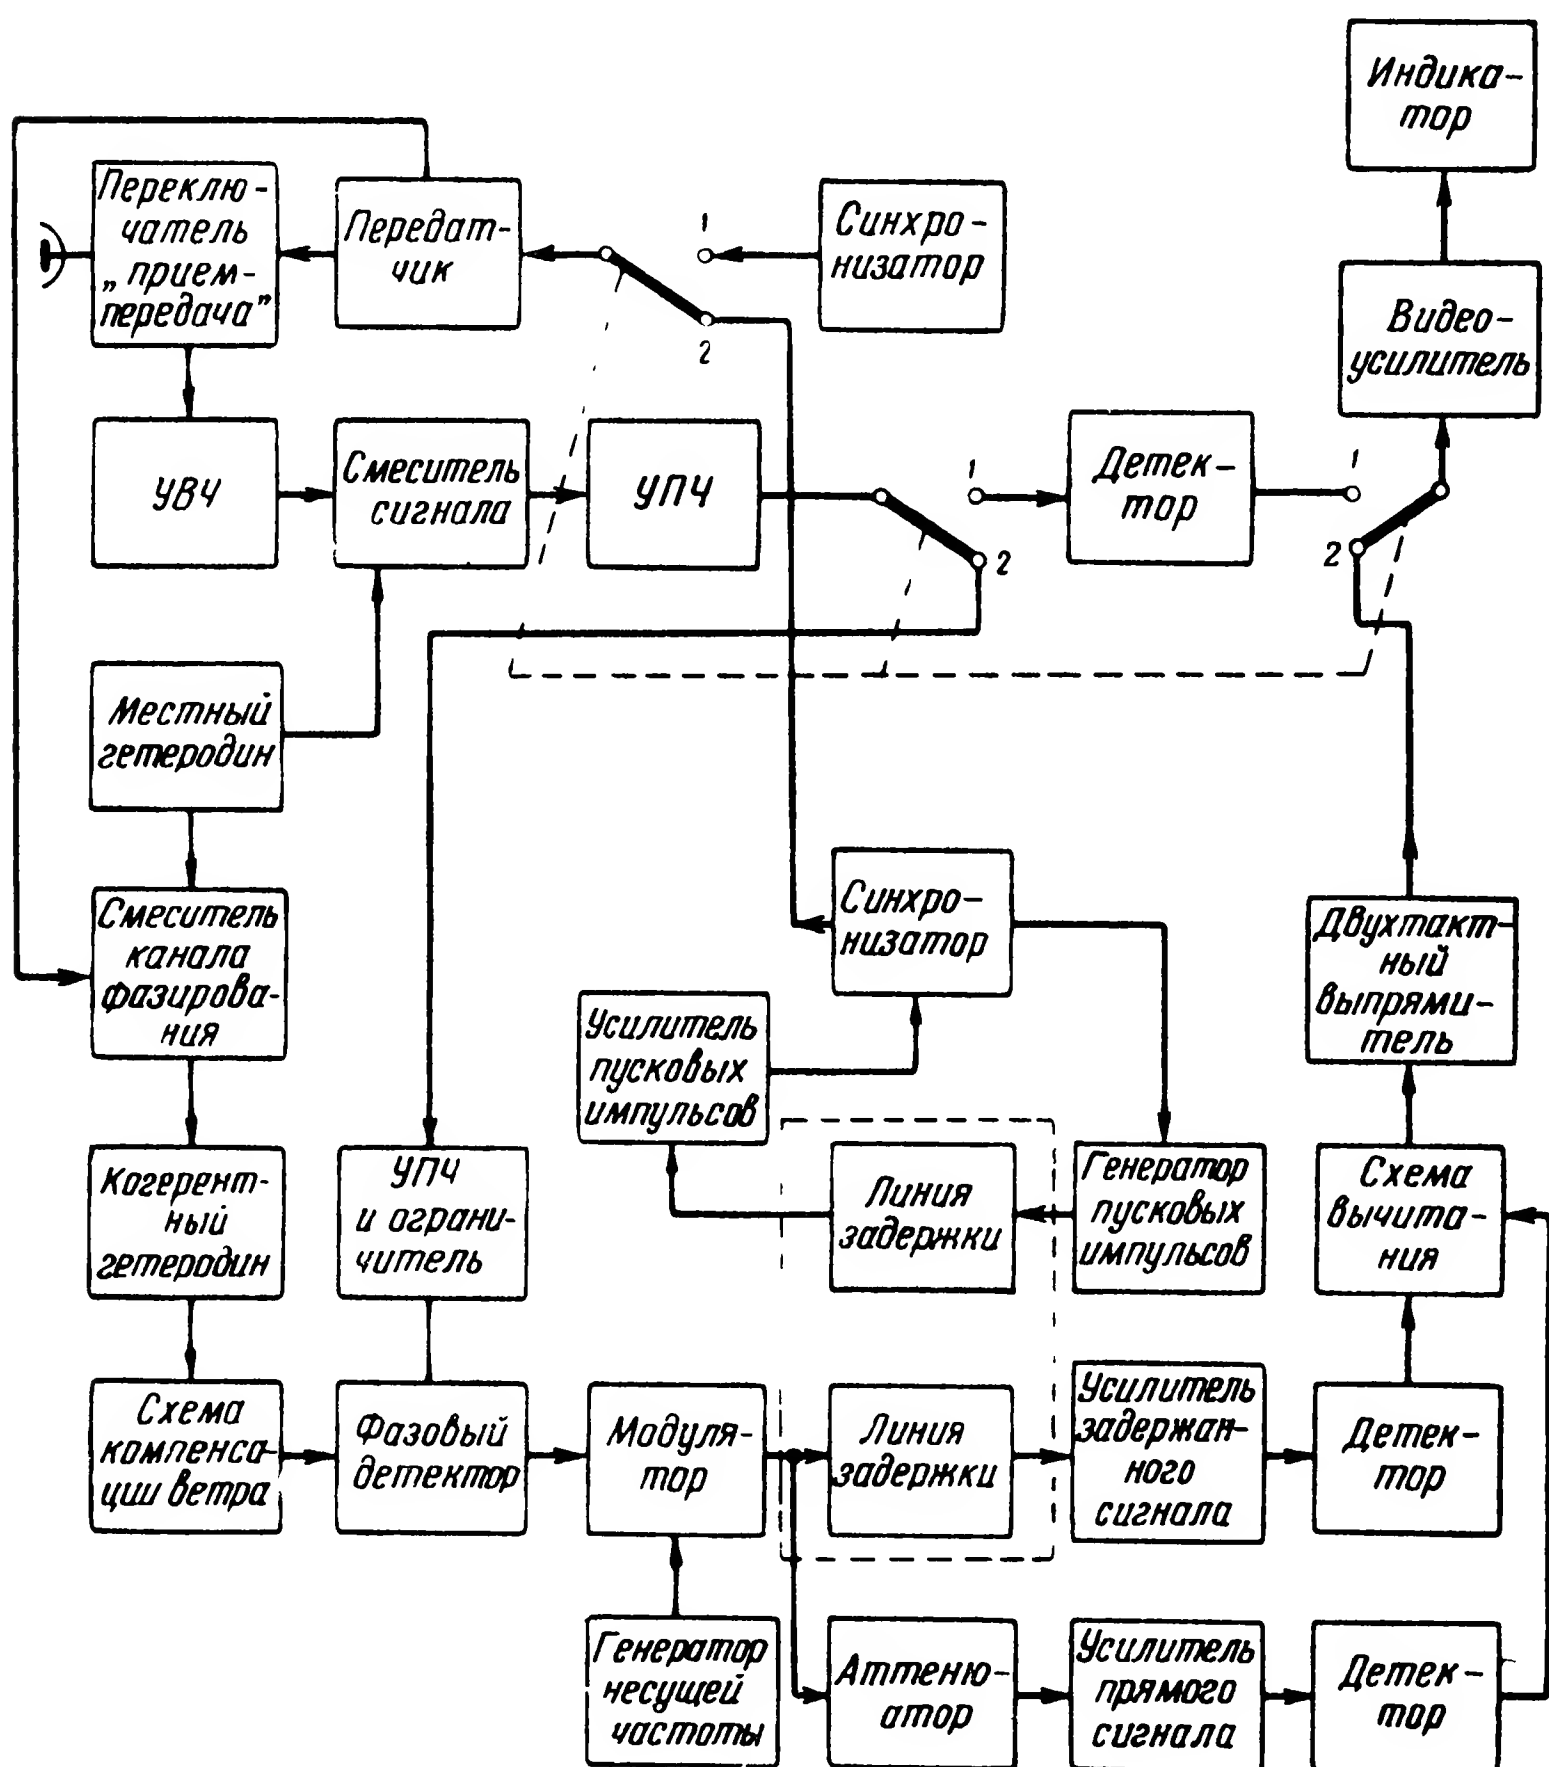 Индика-
тор
Переклю-
чатель
„прием-
передача”
Передат-
чик
1
2
Синхро-
низатор
Видео-
усилитель
УВЧ
Смеситель
сигнала
УПЧ
1
2
Детек-
тор
1
2
Местный
гетеродин
Смеситель
канала
фазирова-
ния
Синхро-
низатор
Двухтакт-
ный
выпрями-
тель
Усилитель
пусковых
импульсов
Когерент-
ный
гетеродин
УПЧ
и ограни-
читель
Линия
задержки
Генератор
пусковых
импульсов
Схема
вычита-
ния
Схема
компенса-
ции ветра
Фазовый
детектор
Модуля-
тор
Линия
задержки
Усилитель
задержан-
ного
сигнала
Детек-
тор
Генератор
несущей
частоты
Аттеню-
атор
Усилитель
прямого
сигнала
Детек-
тор